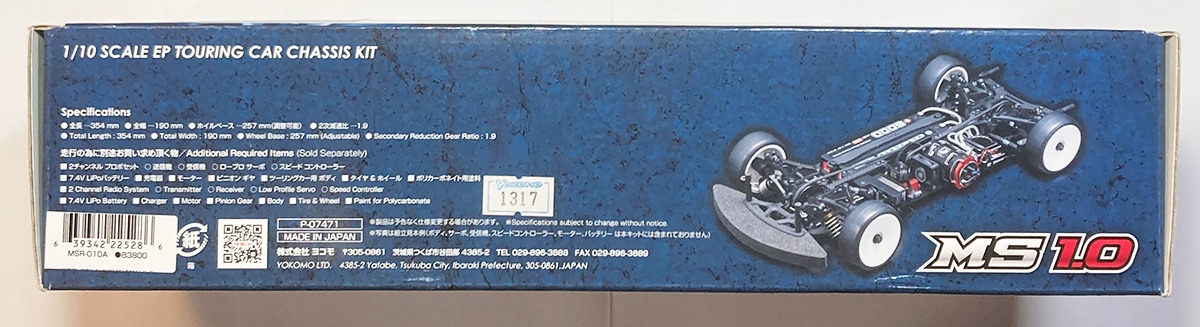 1/10 SCALE EP TOURING CAR CHASSIS KIT
Specifications
●全長…354 mm ●全幅…190 mm ●ホイルベース…257 mm(調整可能) ●2次減速比…1.9
●Total Length : 354 mm ●Total Width : 190 mm ●Wheel Base : 257 mm (Adjustable) ●Secondary Reduction Gear Ratio : 1.9
走行の為に別途お買い求め頂く物/Additional Required Items (Sold Separately)
■2チャンネル プロポセット ○送信機 ○受信機 ○ロープロ サーボ ○スピードコントローラー
■7.4V LiPoバッテリー ■充電器 ■モーター ■ピニオン ギヤ ■ツーリングカー用 ボディ ■タイヤ & ホイール ■ポリカーボネイト用塗料
■2 Channel Radio System ○Transmitter ○Receiver ○Low Profile Servo ○Speed Controller
■7.4V LiPo Battery ■Charger ■Motor ■Pinion Gear ■Body ■Tire & Wheel ■Paint for Polycarbonate
1317
6 39342 22528 6
MSR-010A ●83800
紙
箱
P-07471
MADE IN JAPAN
※製品は予告なく仕様変更する場合があります。 ※Specifications subject to change without notice.
※写真は組立見本例(ボディ、サーボ、受信機、スピードコントローラー、モーター、バッテリー は本キットには含まれておりません)
株式会社 ヨコモ 〒305-0861 茨城県つくば市谷田部 4385-2 TEL 029-896-3888 FAX 029-896-3889
YOKOMO LTD. 4385-2 Yatabe, Tsukuba City, Ibaraki Prefecture, 305-0861,JAPAN
MS1.0